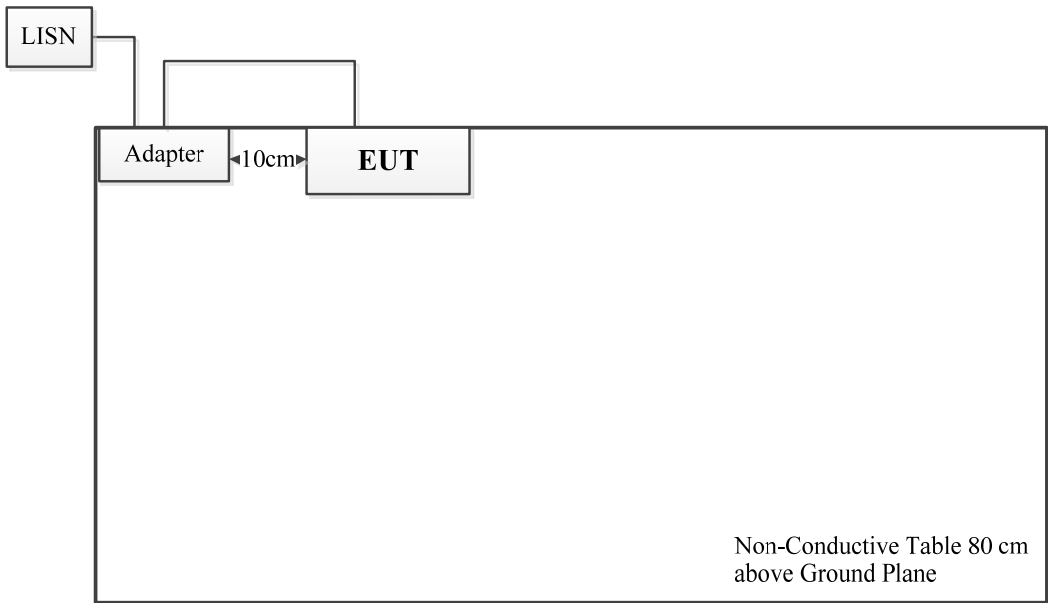 LISN
Adapter
10cm
EUT
Non-Conductive Table 80 cm
above Ground Plane